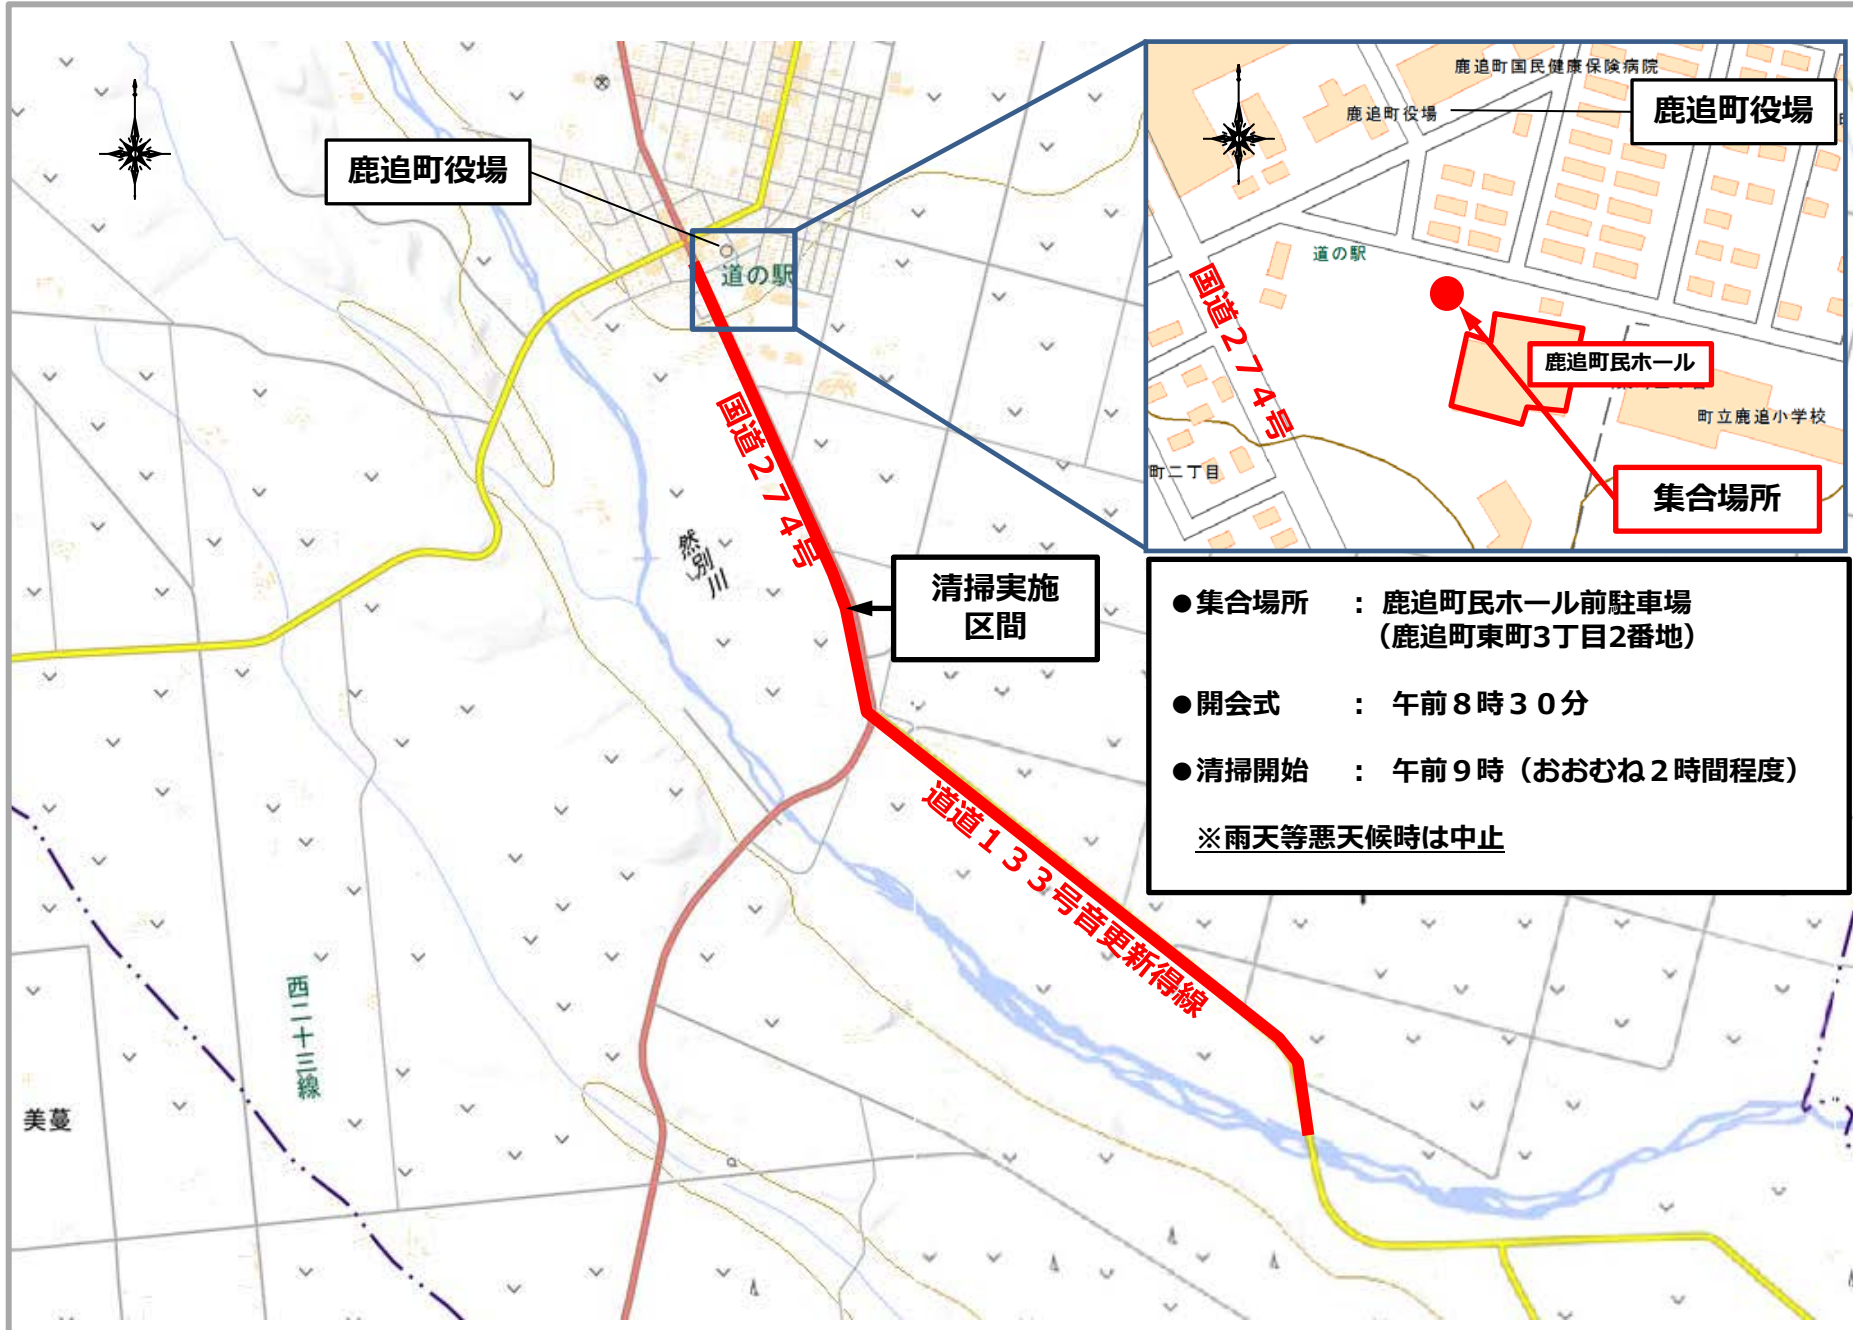 鹿追町役場
道の駅
国道２７４号
然別川
清掃実施
区間
道道１３３号音更新得線
西二十三線
美蔓
鹿追町国民健康保険病院
鹿追町役場
鹿追町役場
道の駅
国道２７４号
鹿追町民ホール
町立鹿追小学校
町二丁目
集合場所
●集合場所 ： 鹿追町民ホール前駐車場
（鹿追町東町3丁目2番地）
●開会式 ： 午前８時３０分
●清掃開始 ： 午前９時（おおむね２時間程度）
※雨天等悪天候時は中止